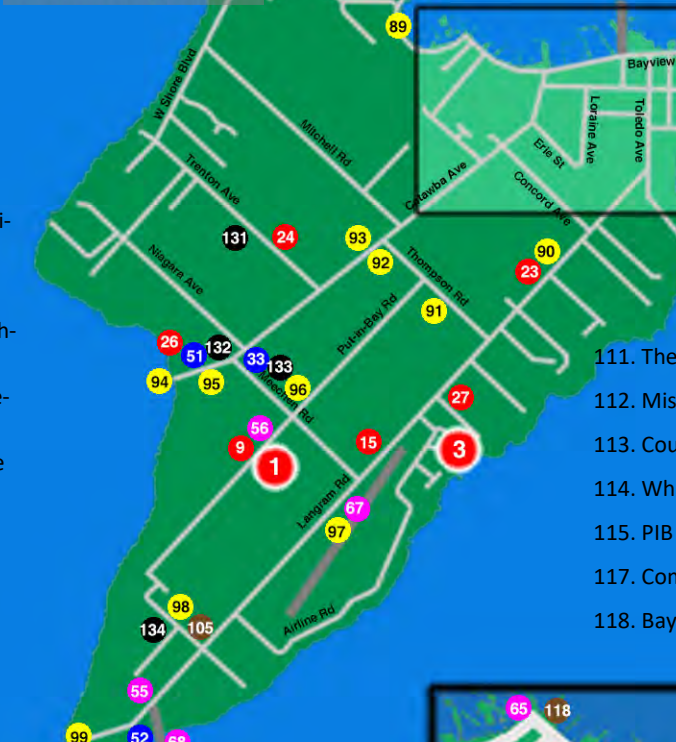 89
W Shore Blvd
Bayview
Mitchell Rd
Loraine Ave
Toledo Ave
Erie St
Catawba Ave
Trenton Ave
Concord Ave
i-
131
24
93
92
90
23
Niagara Ave
Thompson Rd
91
Put-in-Bay Rd
h-
26
51
132
33
133
94
95
96
Meechen Rd
111. The
e-
27
112. Mis
56
9
1
15
3
113. Cou
e
114. Wh
Langram Rd
67
97
115. PIB
117. Con
98
134
105
Airline Rd
118. Bay
55
65
118
99
52
68